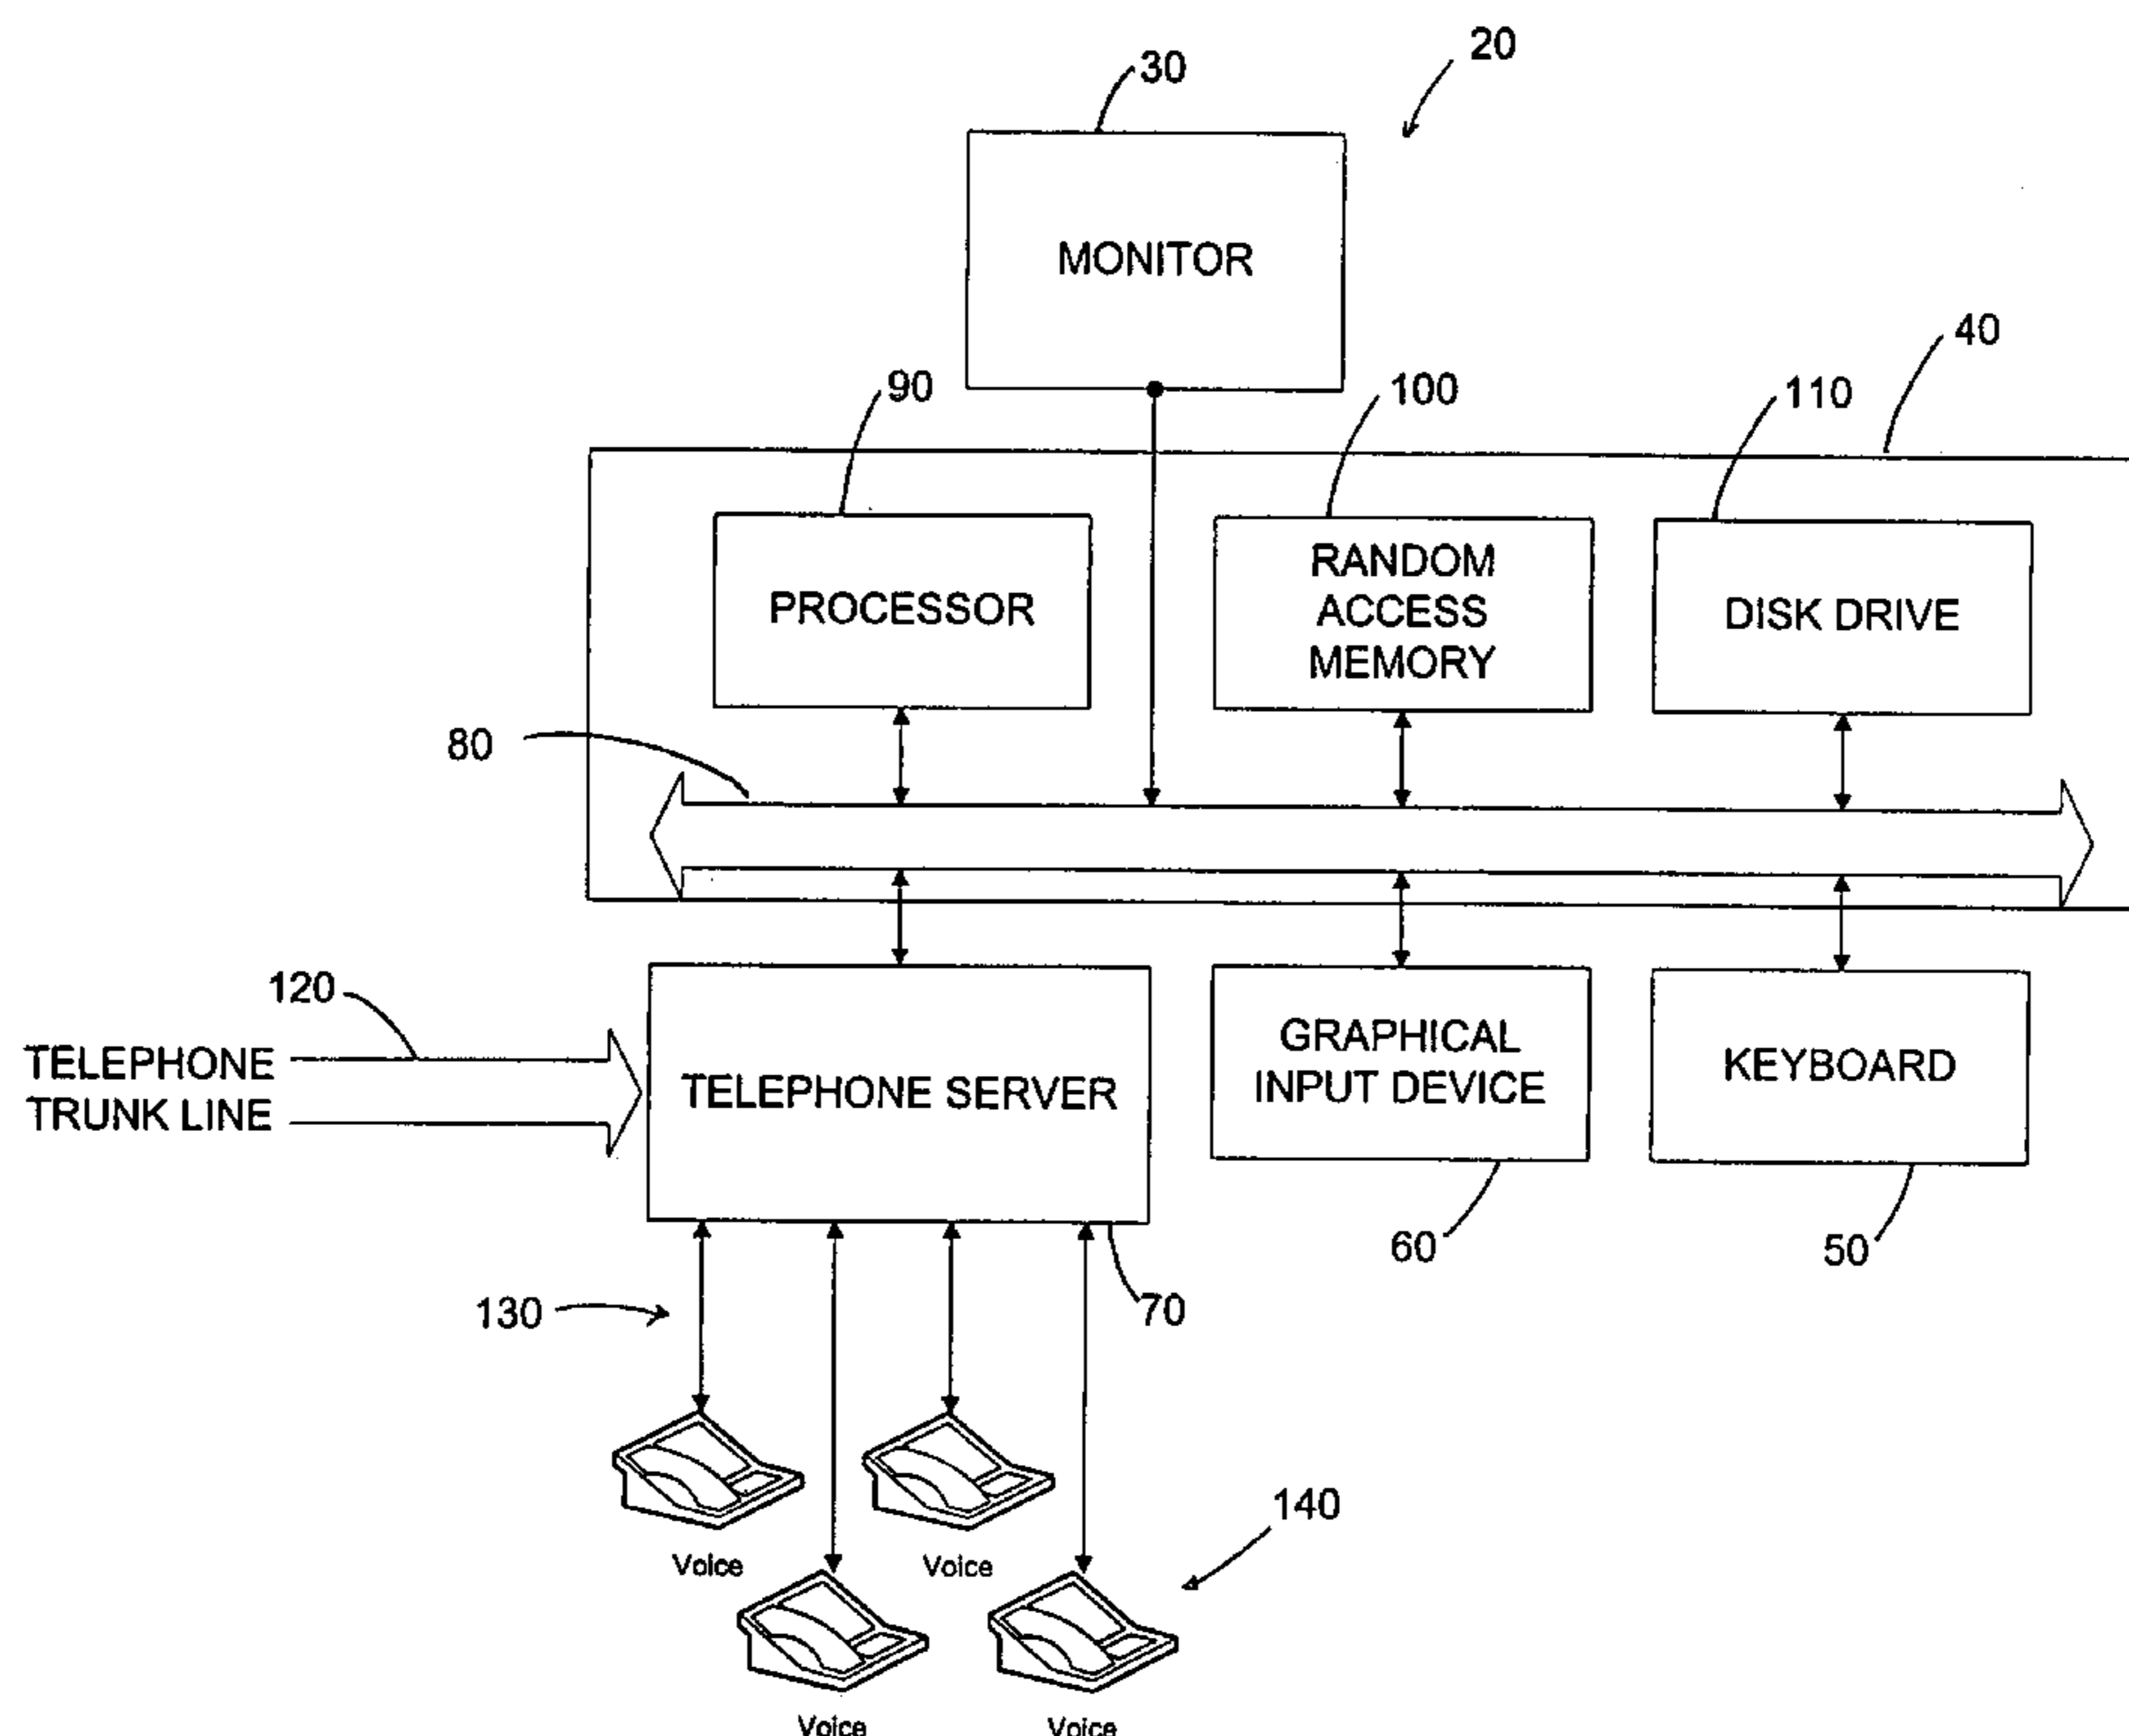 20
30
MONITOR
40
90
100
110
PROCESSOR
RANDOM
ACCESS
MEMORY
DISK DRIVE
80
120
TELEPHONE
TRUNK LINE
TELEPHONE SERVER
GRAPHICAL
INPUT DEVICE
KEYBOARD
60
50
130
70
140
Voice
Voice
Voice
Voice